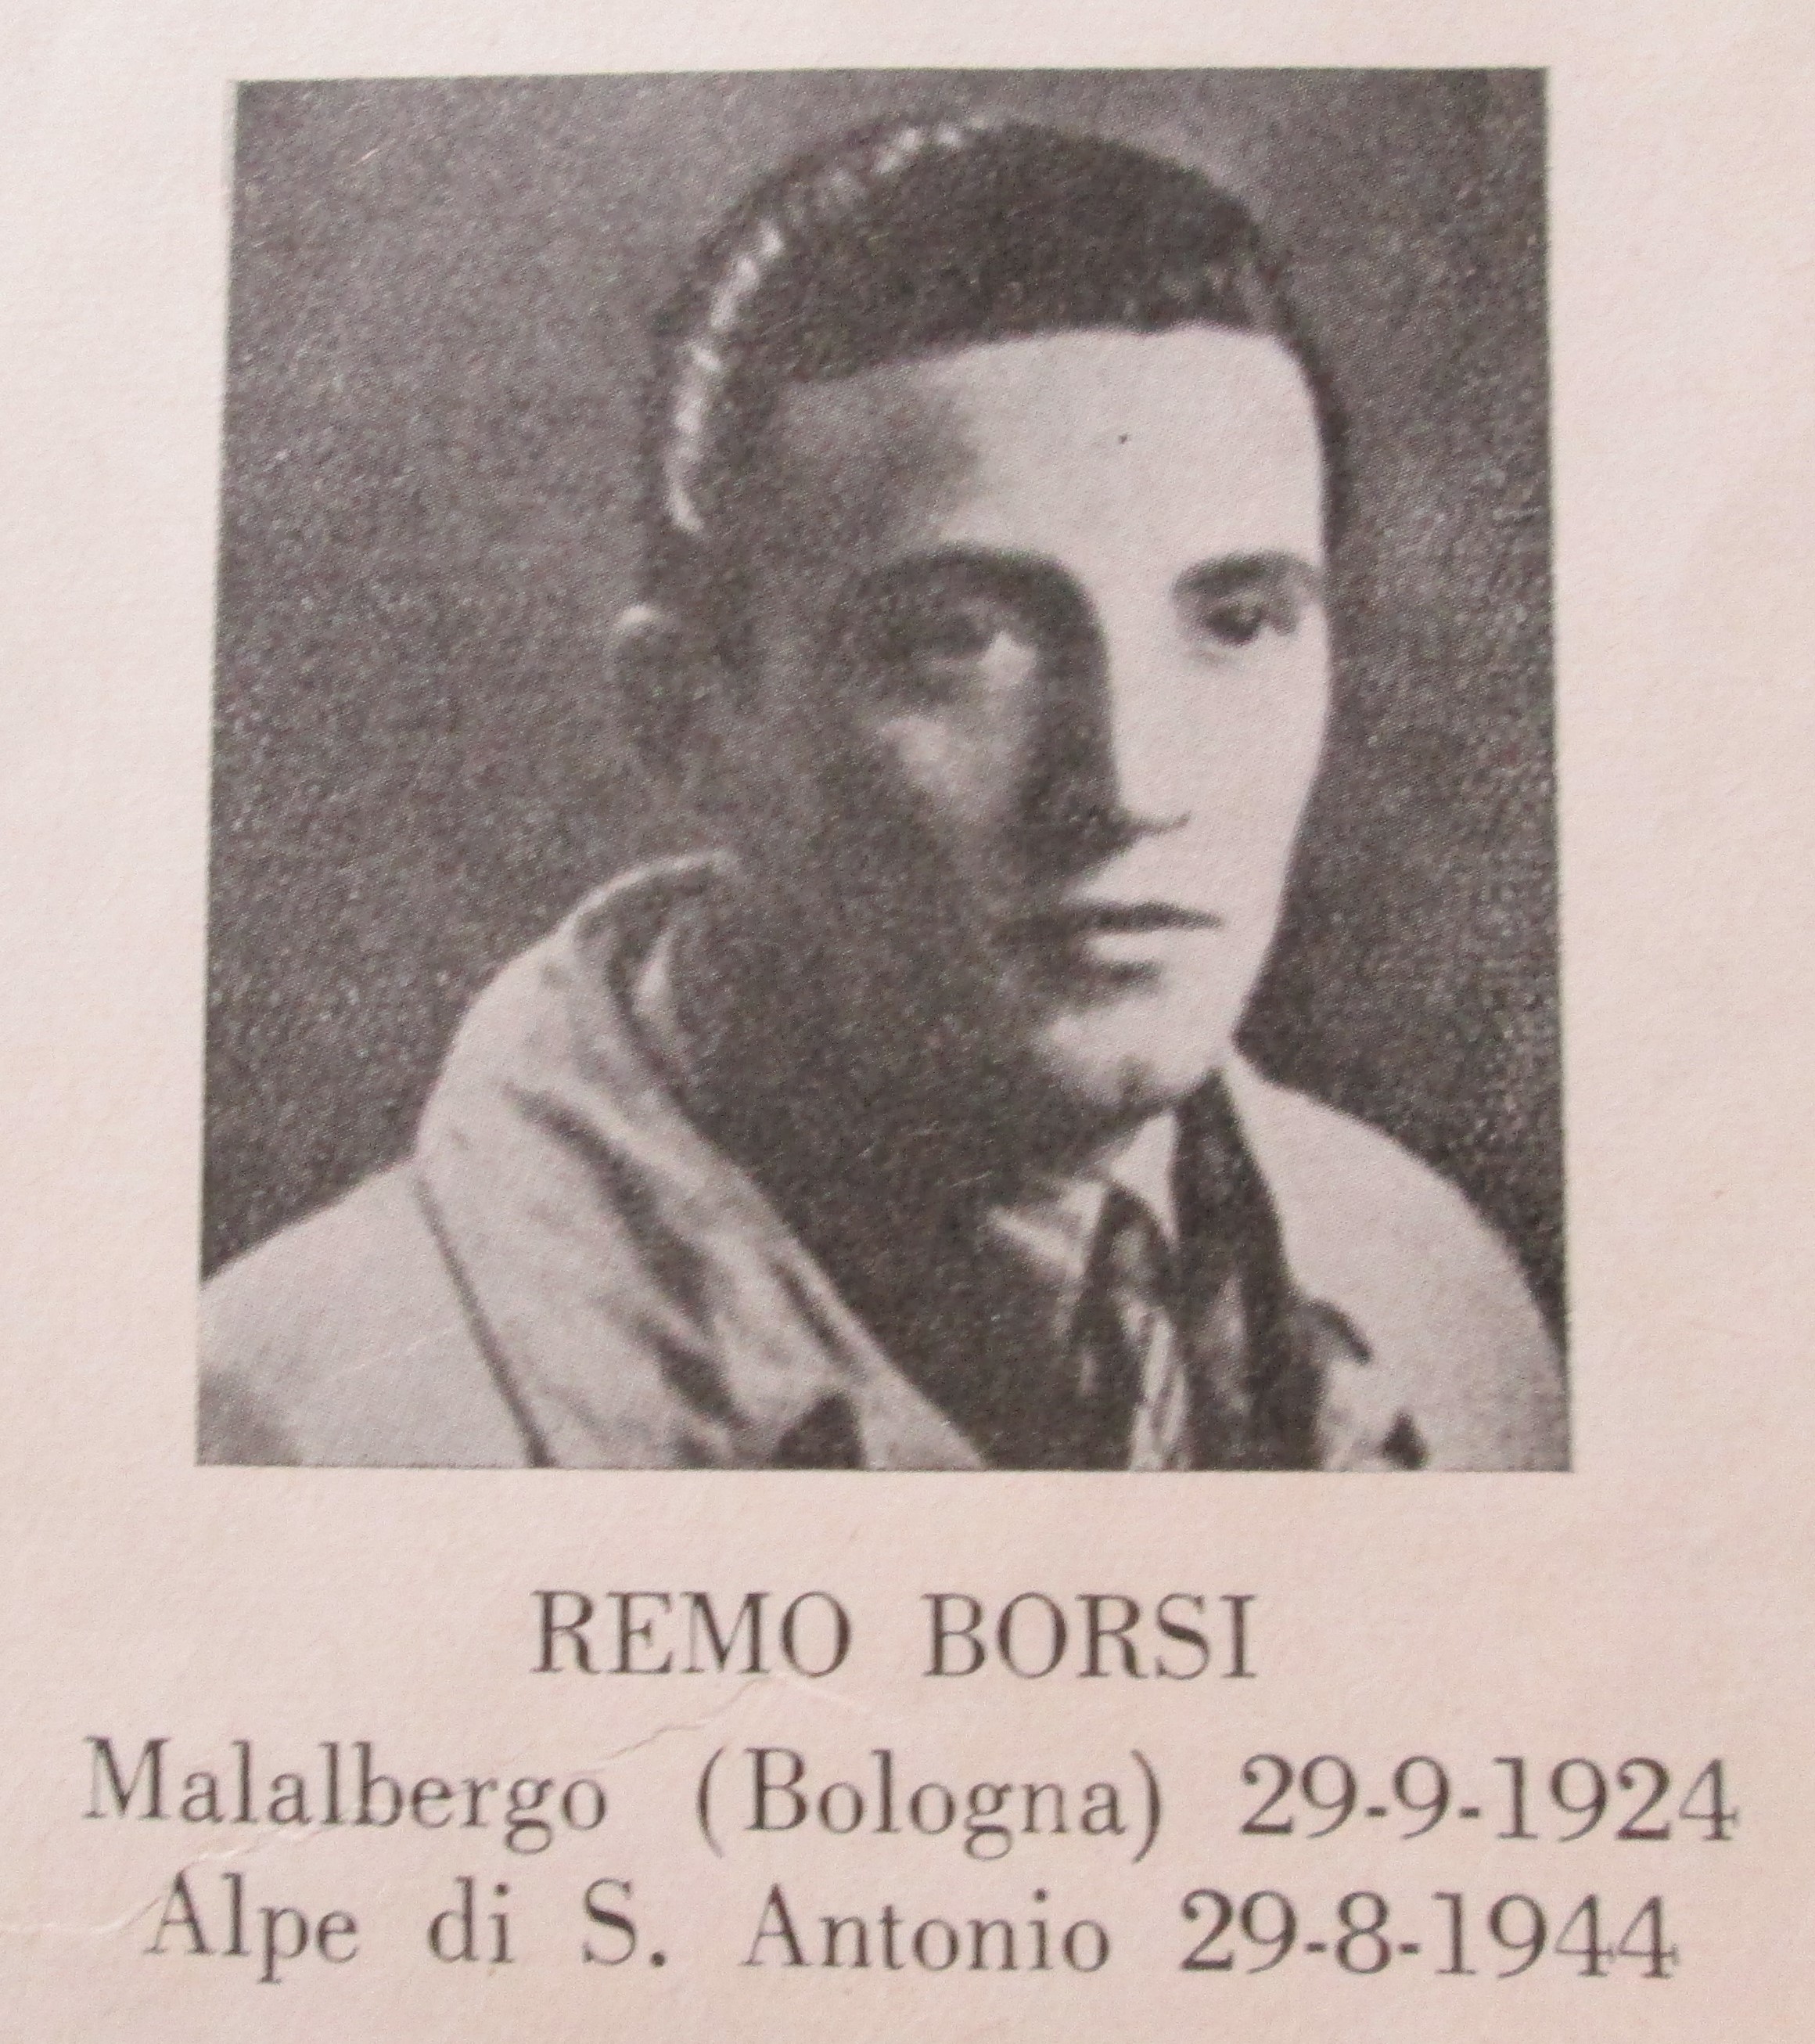 REMO BORSI
Malalbergo (Bologna) 29-9-1924
Alpe di S. Antonio 29-8-1944